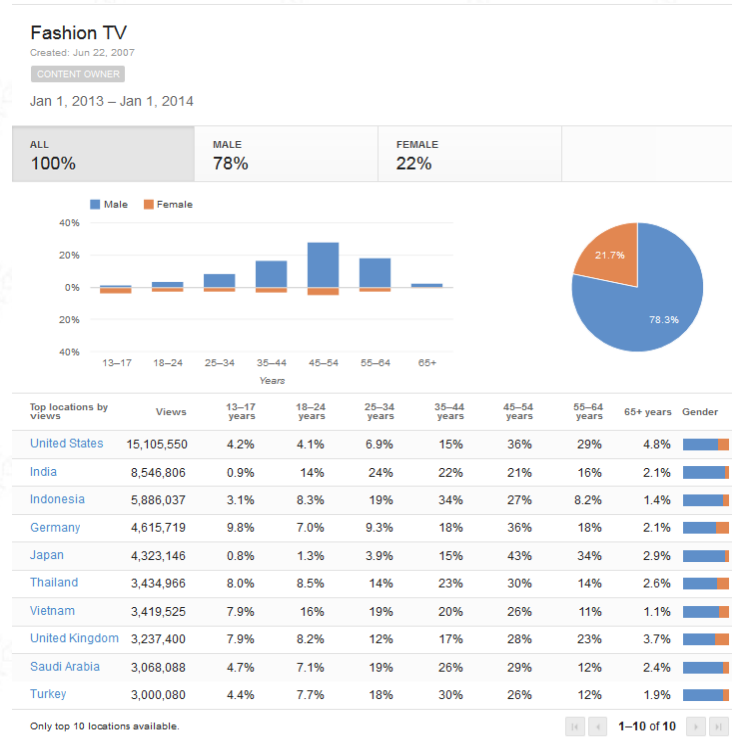 Fashion TV
Created: Jun 22, 2007
CONTENT OWNER
Jan 1, 2013 – Jan 1, 2014
ALL MALE FEMALE
100% 78% 22%
Male Female
40%
20%
0%
20%
40%
13–17 18–24 25–34 35–44 45–54 55–64 65+
Years
21.7%
78.3%
Top locations by views Views 13–17 years 18–24 years 25–34 years 35–44 years 45–54 years 55–64 years 65+ years Gender
United States 15,105,550 4.2% 4.1% 6.9% 15% 36% 29% 4.8%
India 8,546,806 0.9% 14% 24% 22% 21% 16% 2.1%
Indonesia 5,886,037 3.1% 8.3% 19% 34% 27% 8.2% 1.4%
Germany 4,615,719 9.8% 7.0% 9.3% 18% 36% 18% 2.1%
Japan 4,323,146 0.8% 1.3% 3.9% 15% 43% 34% 2.9%
Thailand 3,434,966 8.0% 8.5% 14% 23% 30% 14% 2.6%
Vietnam 3,419,525 7.9% 16% 19% 20% 26% 11% 1.1%
United Kingdom 3,237,400 7.9% 8.2% 12% 17% 28% 23% 3.7%
Saudi Arabia 3,068,088 4.7% 7.1% 19% 26% 29% 12% 2.4%
Turkey 3,000,080 4.4% 7.7% 18% 30% 26% 12% 1.9%
Only top 10 locations available. 1–10 of 10